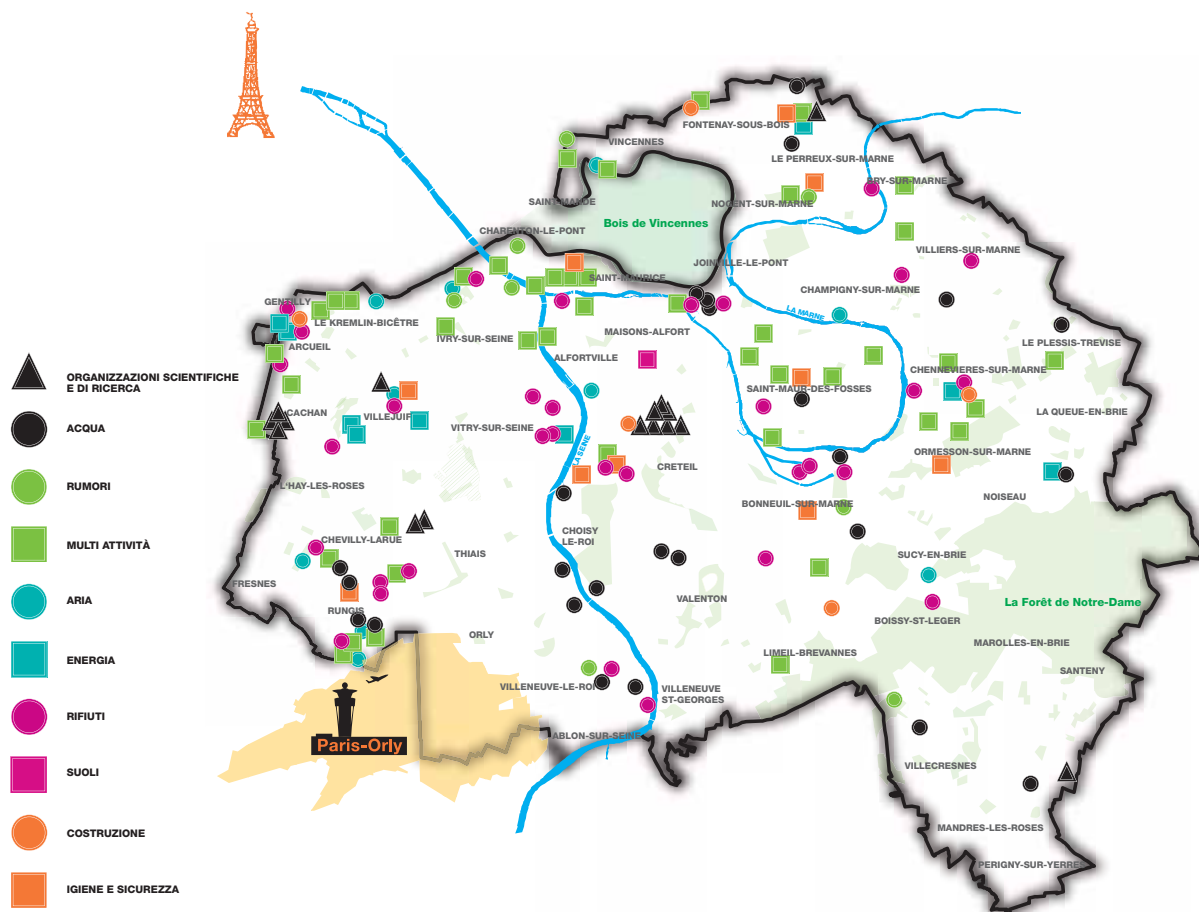 FONTENAY-SOUS-BOIS
VINCENNES
LE PERREUX-SUR-MARNE
BRY-SUR-MARNE
SAINT-MANDE
NOGENT-SUR-MARNE
Bois de Vincennes
CHARENTON-LE-PONT
VILLIERS-SUR-MARNE
JOINVILLE-LE-PONT
SAINT-MAURICE
CHAMPIGNY-SUR-MARNE
GENTILLY
LA MARNE
LE KREMLIN-BICÊTRE
MAISONS-ALFORT
IVRY-SUR-SEINE
LE PLESSIS-TREVISE
ARCUEIL
ALFORTVILLE
CHENNEVIERES-SUR-MARNE
SAINT-MAUR-DES-FOSSES
CACHAN
VILLEJUIF
LA QUEUE-EN-BRIE
VITRY-SUR-SEINE
LA SEINE
ORMESSON-SUR-MARNE
CRETEIL
L'HAY-LES-ROSES
NOISEAU
BONNEUIL-SUR-MARNE
CHOISY
LE-ROI
CHEVILLY-LARUE
THIAIS
SUCY-EN-BRIE
FRESNES
VALENTON
La Forêt de Notre-Dame
RUNGIS
BOISSY-ST-LEGER
ORLY
MAROLLES-EN-BRIE
LIMEIL-BREVANNES
SANTENY
VILLENEUVE-LE-ROI
VILLENEUVE
ST-GEORGES
ABLON-SUR-SEINE
Paris-Orly
VILLECRESNES
MANDRES-LES-ROSES
PERIGNY-SUR-YERRES
ORGANIZZAZIONI SCIENTIFICHE
E DI RICERCA
ACQUA
RUMORI
MULTI ATTIVITÀ
ARIA
ENERGIA
RIFIUTI
SUOLI
COSTRUZIONE
IGIENE E SICUREZZA